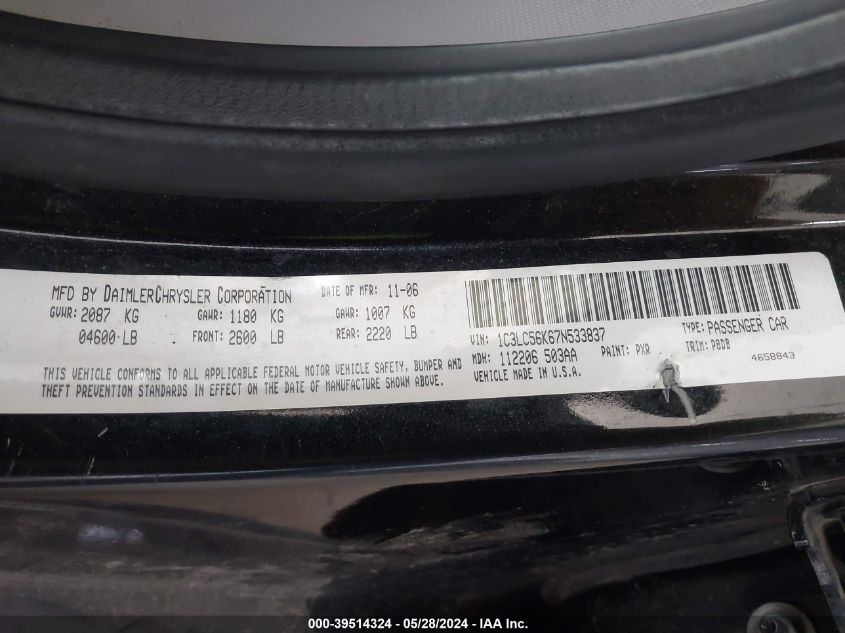 MFD BY DAIMLERCHRYSLER CORPORATION DATE OF MFR: 11-06
GVWR: 2087 KG GAWR: 1180 KG GAWR: 1007 KG
04600 LB FRONT: 2600 LB REAR: 2220 LB
THIS VEHICLE CONFORMS TO ALL APPLICABLE FEDERAL MOTOR VEHICLE SAFETY, BUMPER AND
THEFT PREVENTION STANDARDS IN EFFECT ON THE DATE OF MANUFACTURE SHOWN ABOVE.
VIN: 1C3LC56K67N533837 TYPE: PASSENGER CAR
MDH: 112206 503AA PAINT: PXR TRIM: P8DB
VEHICLE MADE IN U.S.A. 4658843
000-39514324 - 05/28/2024 - IAA Inc.